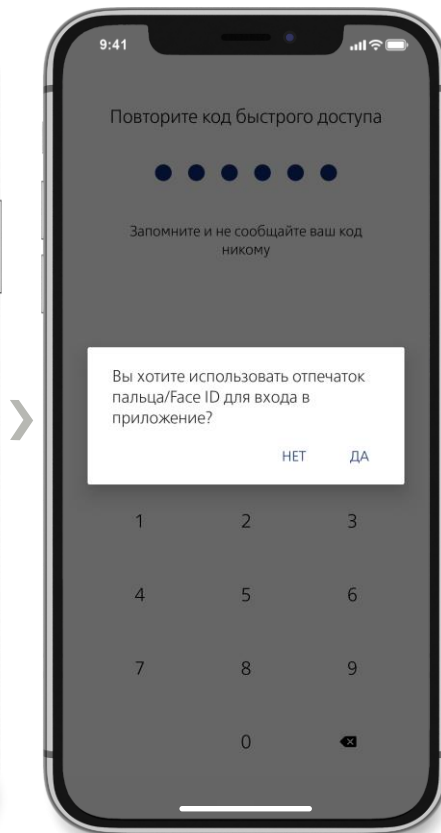 9:41
Повторите код быстрого доступа
Запомните и не сообщайте ваш код
никому
Вы хотите использовать отпечаток
пальца/Face ID для входа в
приложение?
НЕТ ДА
1 2 3
4 5 6
7 8 9
0